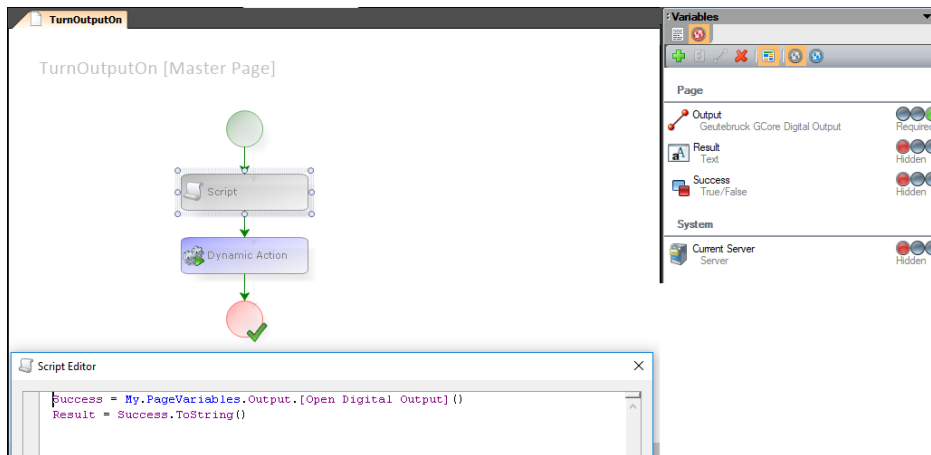 TurnOutputOn
TurnOutputOn [Master Page]
Script
Dynamic Action
Script Editor
Success = My.PageVariables.Output.[Open Digital Output]()
Result = Success.ToString()
Variables
Page
Output
Geutebruck GCore Digital Output
Required
Result
Text
Hidden
Success
True/False
Hidden
System
Current Server
Server
Hidden